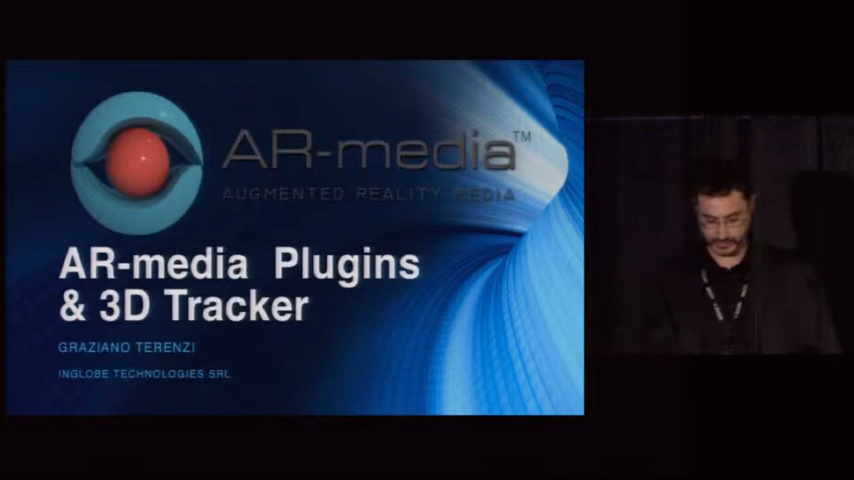 AR-media™
AUGMENTED REALITY MEDIA
AR-media Plugins
& 3D Tracker
GRAZIANO TERENZI
INGLOBE TECHNOLOGIES SRL